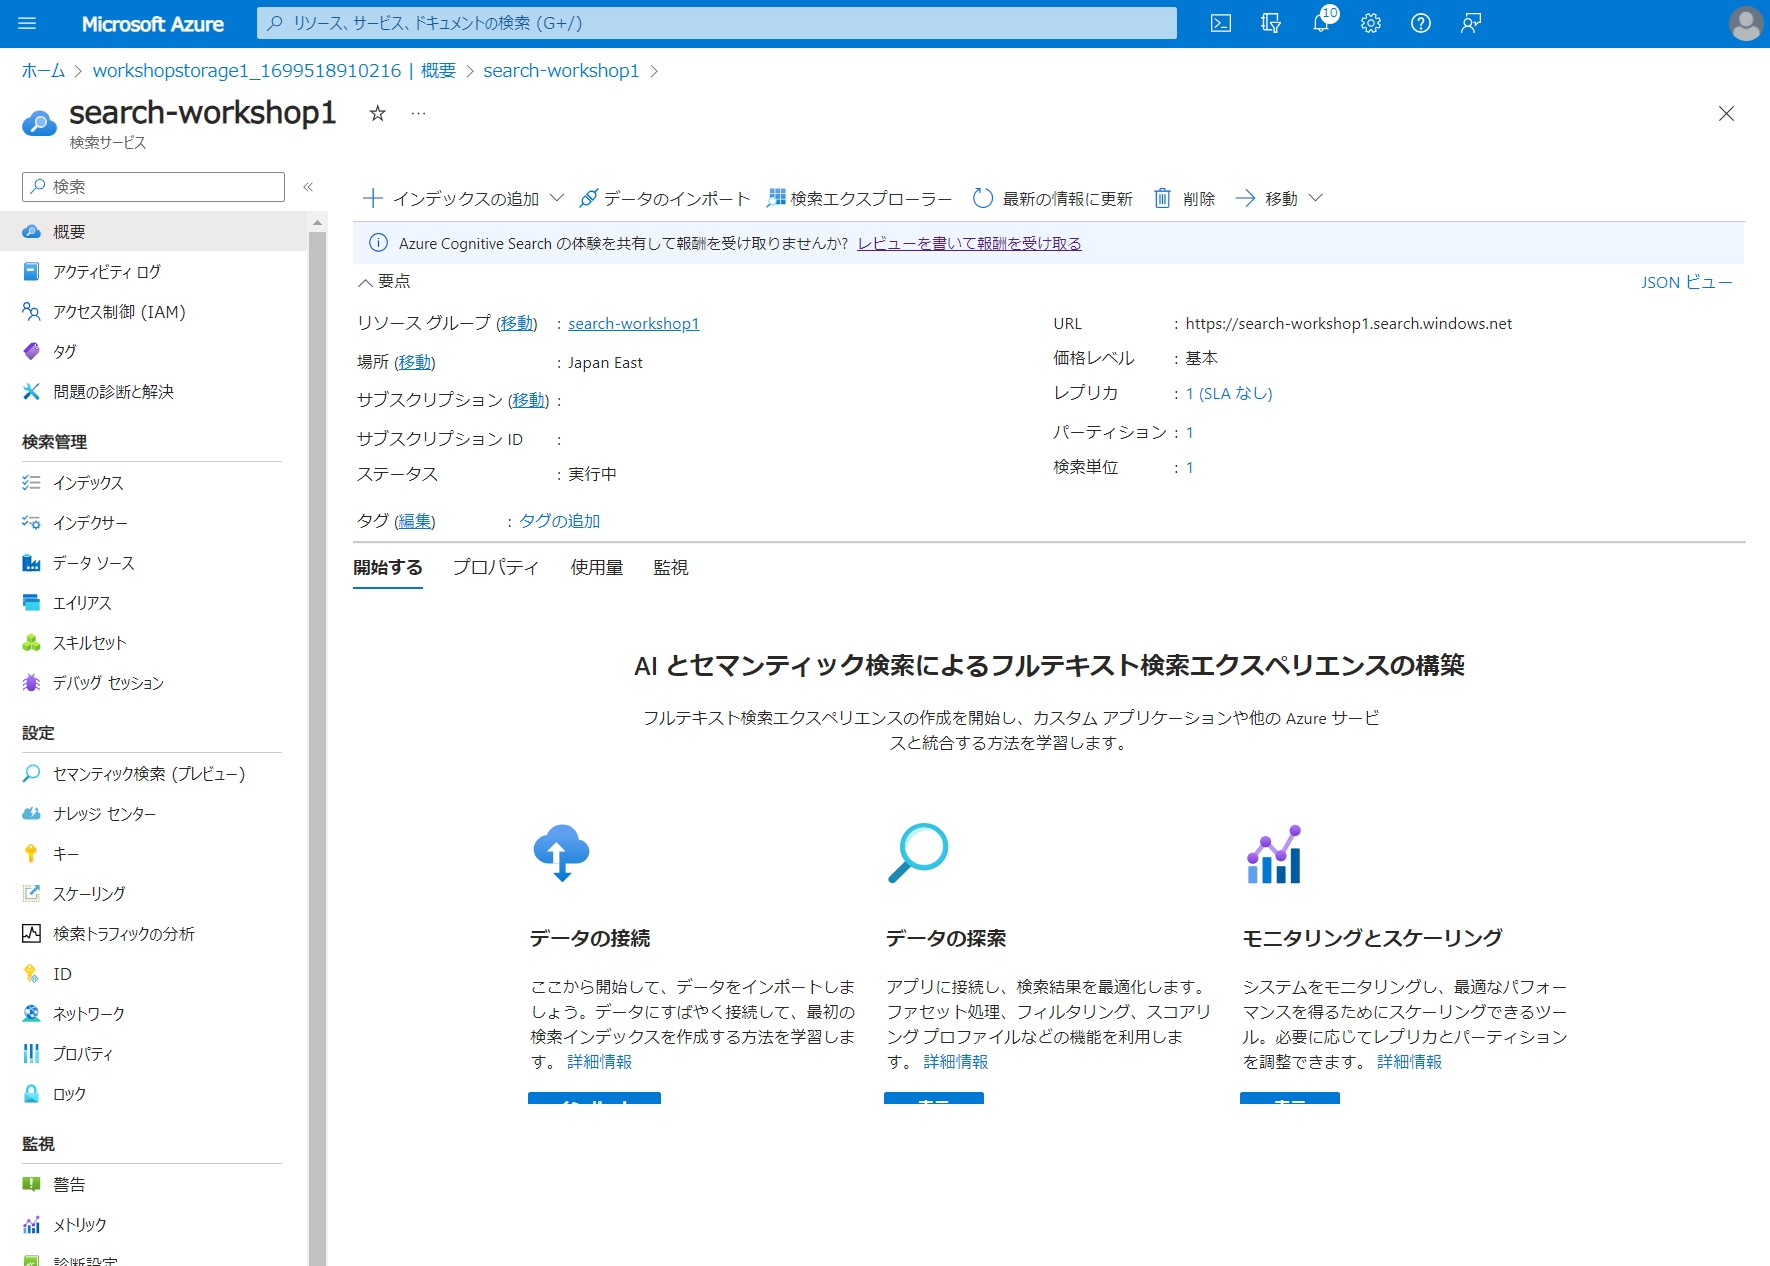 Microsoft Azure
リソース、サービス、ドキュメントの検索 (G+/)
10
ホーム > workshopstorage1_1699518910216 | 概要 > search-workshop1 >
search-workshop1
検索サービス
検索
概要
アクティビティ ログ
アクセス制御 (IAM)
タグ
問題の診断と解決
検索管理
インデックス
インデクサー
データ ソース
エイリアス
スキルセット
デバッグ セッション
設定
セマンティック検索 (プレビュー)
ナレッジ センター
キー
スケーリング
検索トラフィックの分析
ID
ネットワーク
プロパティ
ロック
監視
警告
メトリック
診断設定
インデックスの追加 データのインポート 検索エクスプローラー 最新の情報に更新 削除 移動
Azure Cognitive Search の体験を共有して報酬を受け取りませんか? レビューを書いて報酬を受け取る
要点
JSON ビュー
リソース グループ (移動) : search-workshop1
場所 (移動) : Japan East
サブスクリプション (移動) :
サブスクリプション ID :
ステータス : 実行中
タグ (編集) : タグの追加
URL : https://search-workshop1.search.windows.net
価格レベル : 基本
レプリカ : 1 (SLA なし)
パーティション : 1
検索単位 : 1
開始する プロパティ 使用量 監視
AI とセマンティック検索によるフルテキスト検索エクスペリエンスの構築
フルテキスト検索エクスペリエンスの作成を開始し、カスタム アプリケーションや他の Azure サービ
スと統合する方法を学習します。
データの接続
ここから開始して、データをインポートしま
しょう。データにすばやく接続して、最初の
検索インデックスを作成する方法を学習しま
す。 詳細情報
インポート
データの探索
アプリに接続し、検索結果を最適化します。
ファセット処理、フィルタリング、スコアリ
ング プロファイルなどの機能を利用しま
す。 詳細情報
表示
モニタリングとスケーリング
システムをモニタリングし、最適なパフォー
マンスを得るためにスケーリングできるツー
ル。必要に応じてレプリカとパーティション
を調整できます。 詳細情報
表示